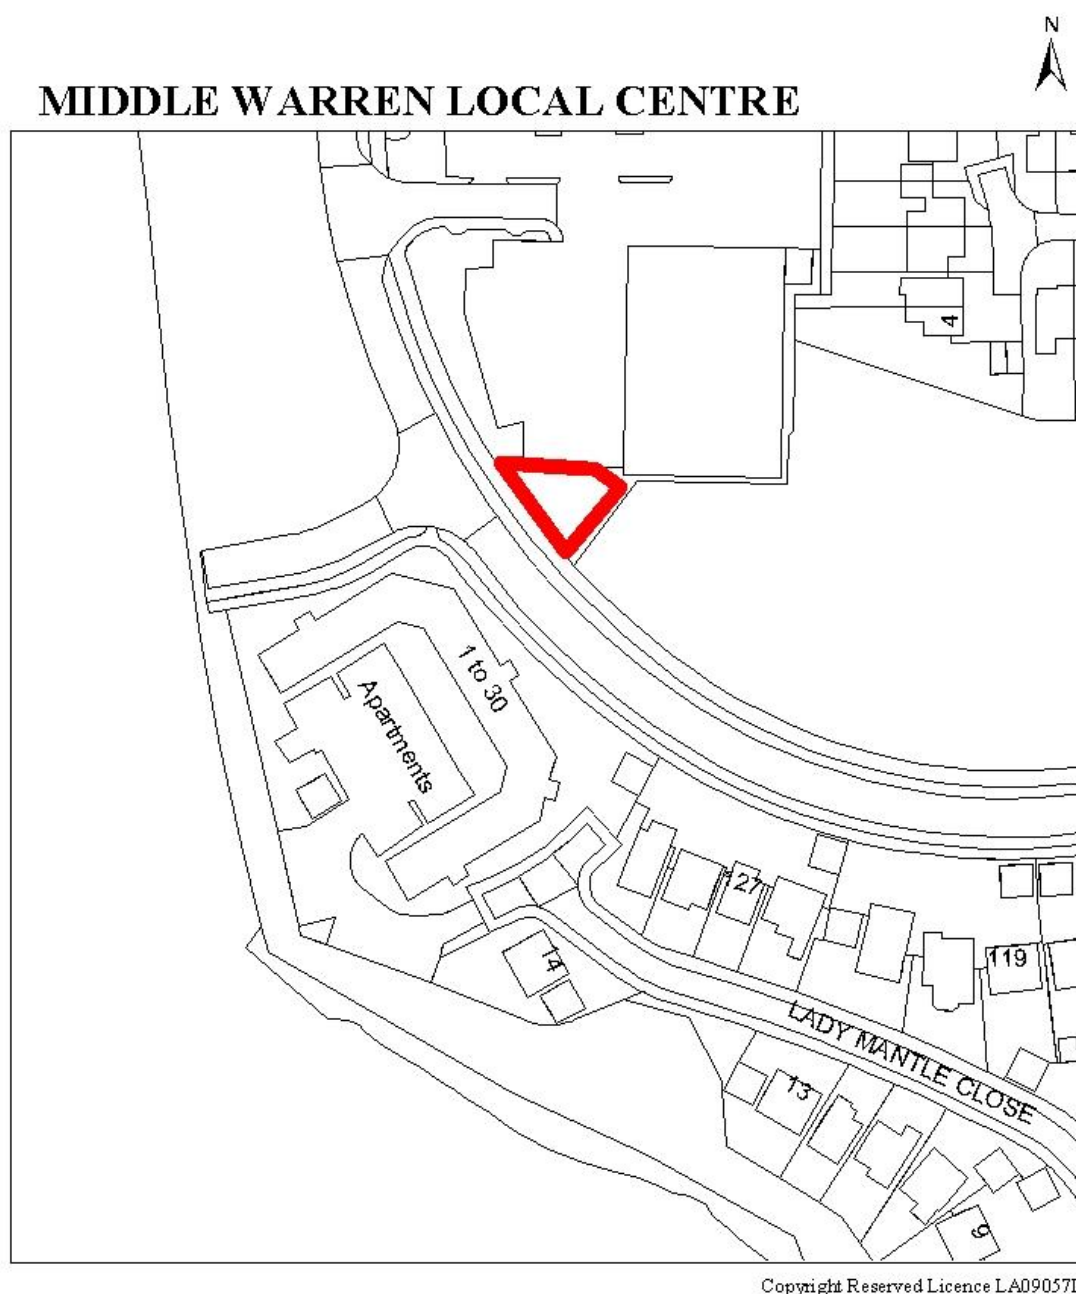 N
MIDDLE WARREN LOCAL CENTRE
4
1 to 30
Apartments
127
14
119
LADY MANTLE CLOSE
13
9
Copyright Reserved Licence LA09057